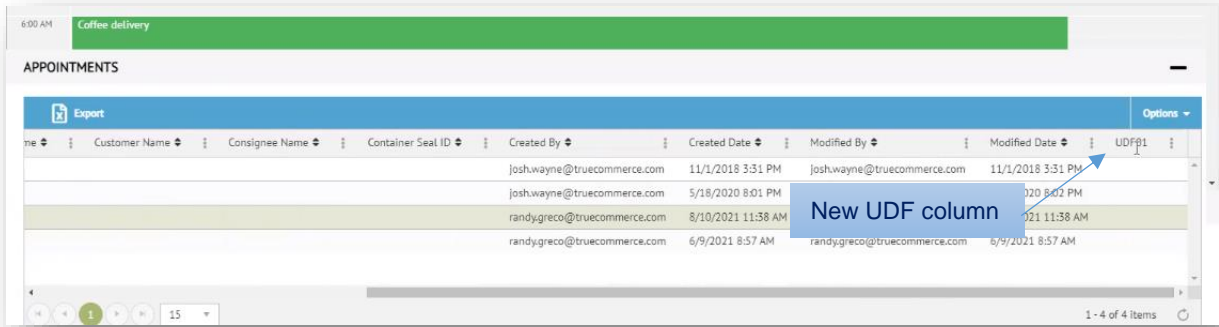 6:00 AM Coffee delivery
APPOINTMENTS
Export Options
me Customer Name Consignee Name Container Seal ID Created By Created Date Modified By Modified Date UDF01
josh.wayne@truecommerce.com 11/1/2018 3:31 PM josh.wayne@truecommerce.com 11/1/2018 3:31 PM
josh.wayne@truecommerce.com 5/18/2020 8:01 PM 020 8:02 PM
New UDF column
randy.greco@truecommerce.com 8/10/2021 11:38 AM 021 11:38 AM
randy.greco@truecommerce.com 6/9/2021 8:57 AM randy.greco@truecommerce.com 6/9/2021 8:57 AM
1 15 1 - 4 of 4 items